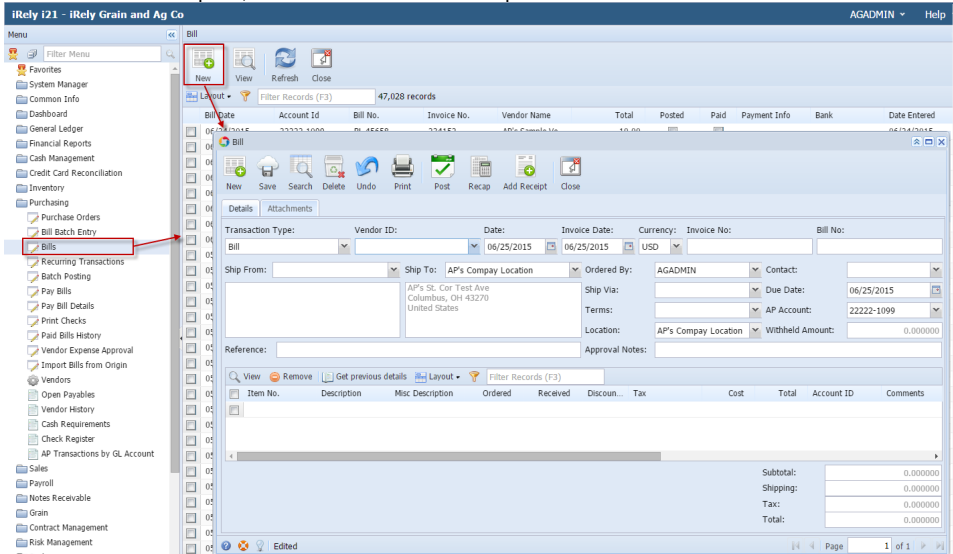 iRely i21 - iRely Grain and Ag Co
AGADMIN
Help
Menu
Filter Menu
Favorites
System Manager
Common Info
Dashboard
General Ledger
Financial Reports
Cash Management
Credit Card Reconciliation
Inventory
Purchasing
Purchase Orders
Bill Batch Entry
Bills
Recurring Transactions
Batch Posting
Pay Bills
Pay Bill Details
Print Checks
Paid Bills History
Vendor Expense Approval
Import Bills from Origin
Vendors
Open Payables
Vendor History
Cash Requirements
Check Register
AP Transactions by GL Account
Sales
Payroll
Notes Receivable
Grain
Contract Management
Risk Management
Bill
New View Refresh Close
Layout Filter Records (F3) 47,028 records
Bill Date Account Id Bill No. Invoice No. Vendor Name Total Posted Paid Payment Info Bank Date Entered
Bill
New Save Search Delete Undo Print Post Recap Add Receipt Close
Details Attachments
Transaction Type: Vendor ID: Date: Invoice Date: Currency: Invoice No: Bill No:
Bill 06/25/2015 06/25/2015 USD
Ship From: Ship To: AP's Compay Location Ordered By: AGADMIN Contact:
AP's St. Cor Test Ave
Columbus, OH 43270
United States
Ship Via: Due Date: 06/25/2015
Terms: AP Account: 22222-1099
Location: AP's Compay Location Withheld Amount: 0.000000
Reference: Approval Notes:
View Remove Get previous details Layout Filter Records (F3)
Item No. Description Misc Description Ordered Received Discoun... Tax Cost Total Account ID Comments
Subtotal: 0.000000
Shipping: 0.000000
Tax: 0.000000
Total: 0.000000
Edited
Page 1 of 1